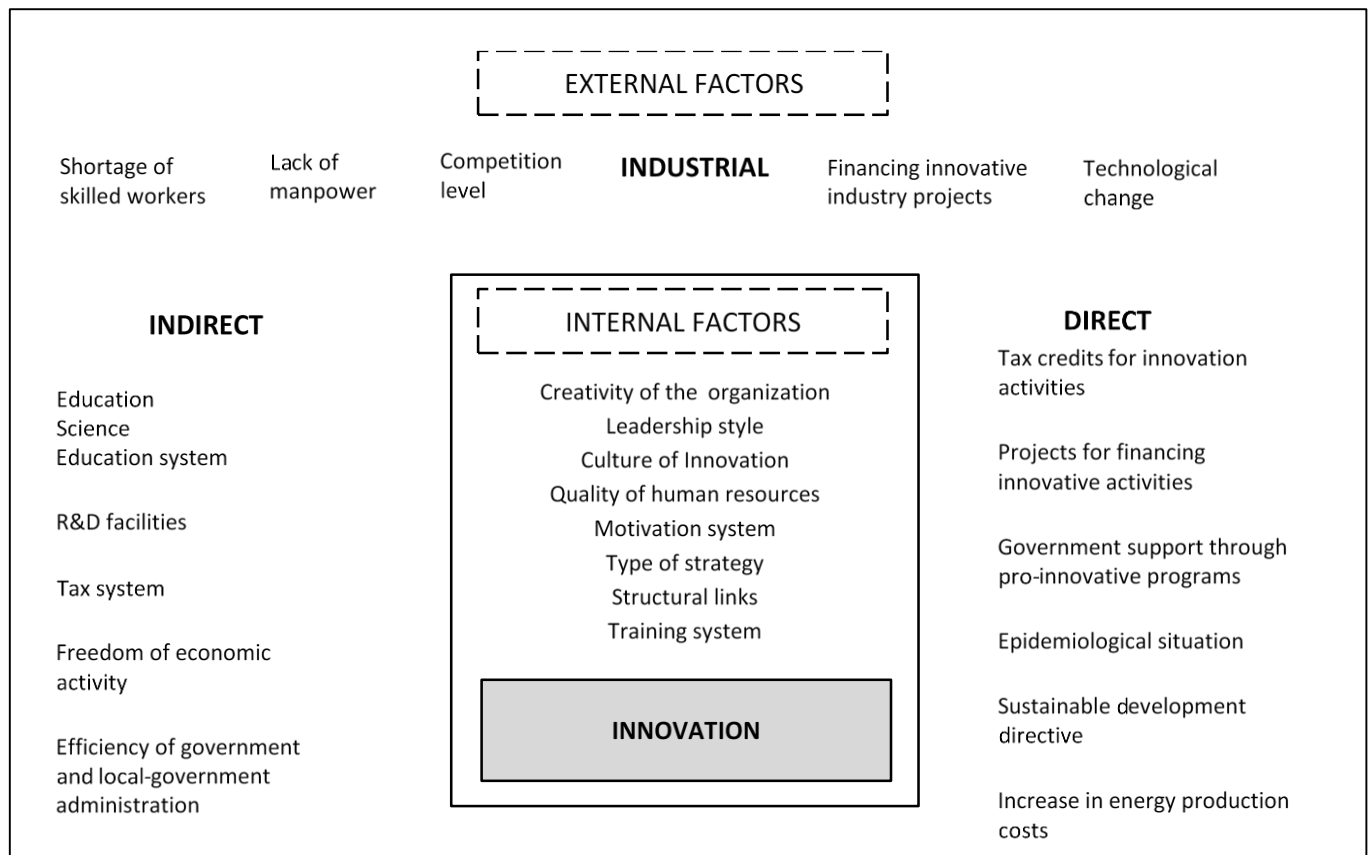 EXTERNAL FACTORS
Shortage of
skilled workers
Lack of
manpower
Competition
level
INDUSTRIAL
Financing innovative
industry projects
Technological
change
INDIRECT
Education
Science
Education system
R&D facilities
Tax system
Freedom of economic
activity
Efficiency of government
and local-government
administration
INTERNAL FACTORS
Creativity of the organization
Leadership style
Culture of Innovation
Quality of human resources
Motivation system
Type of strategy
Structural links
Training system
INNOVATION
DIRECT
Tax credits for innovation
activities
Projects for financing
innovative activities
Government support through
pro-innovative programs
Epidemiological situation
Sustainable development
directive
Increase in energy production
costs